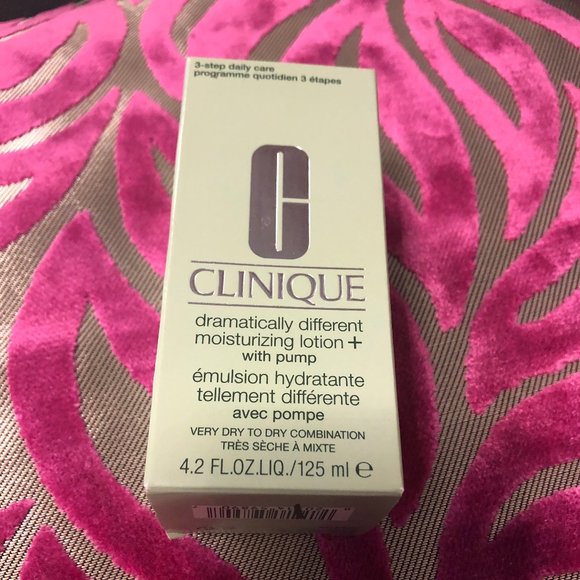 3-step daily care
programme quotidien 3 étapes
C
CLINIQUE
dramatically different
moisturizing lotion +
with pump
émulsion hydratante
tellement différente
avec pompe
VERY DRY TO DRY COMBINATION
TRÈS SÈCHE À MIXTE
4.2 FL.OZ.LIQ./125 ml e